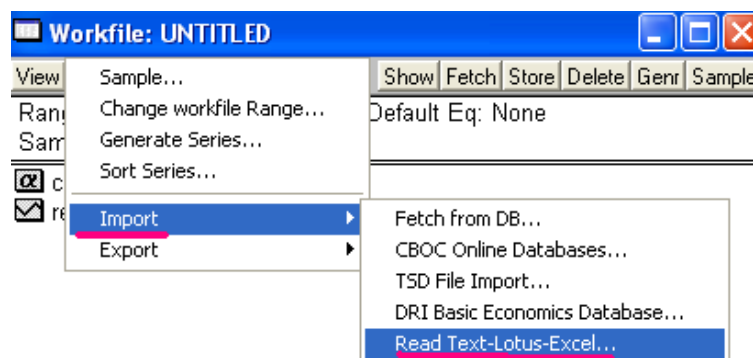 Workfile: UNTITLED
View
Show Fetch Store Delete Genr Sample
Default Eq: None
Sample...
Change workfile Range...
Generate Series...
Sort Series...
Import
Export
α c
Fetch from DB...
CBOC Online Databases...
TSD File Import...
DRI Basic Economics Database...
Read Text-Lotus-Excel...